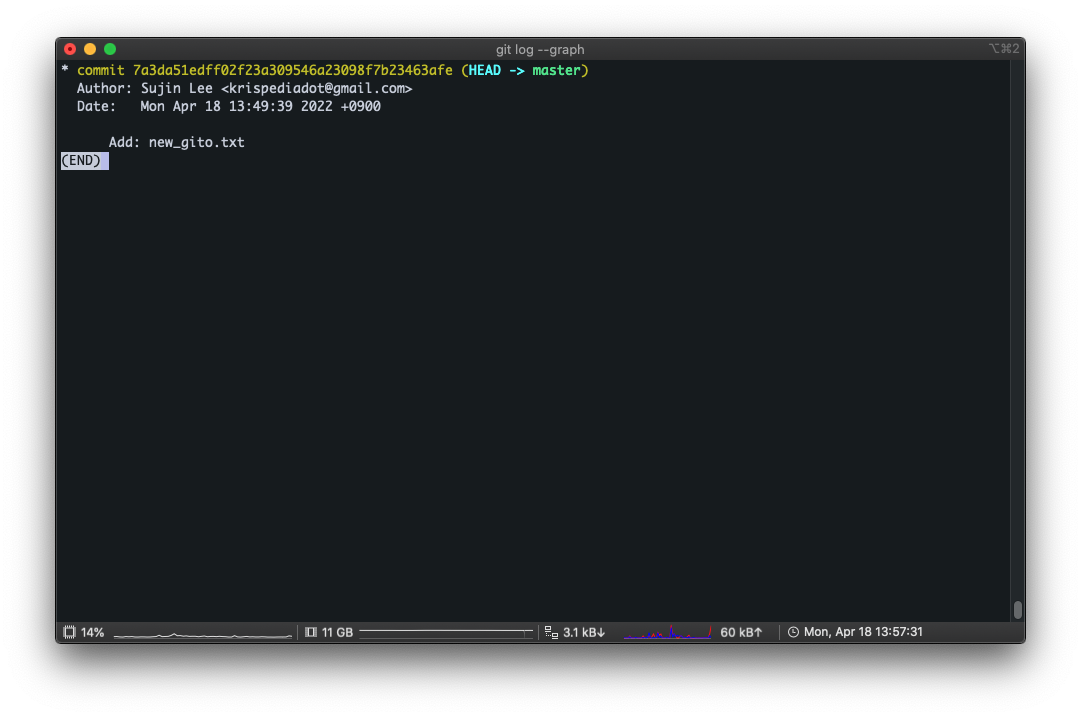 git log --graph
⌥⌘2
* commit 7a3da51edff02f23a309546a23098f7b23463afe (HEAD -> master)
Author: Sujin Lee <krispediadot@gmail.com>
Date:   Mon Apr 18 13:49:39 2022 +0900
Add: new_gito.txt
(END)
14%
11 GB
3.1 kB↓
60 kB↑
Mon, Apr 18 13:57:31